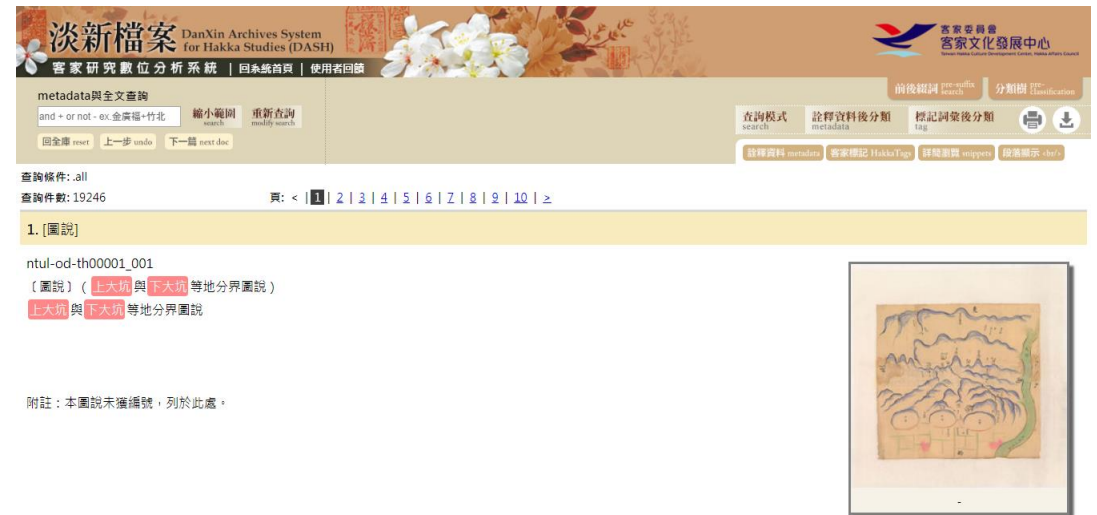 淡新檔案 DanXin Archives System
for Hakka Studies (DASH)
客家研究數位分析系統 | 回系統首頁 | 使用者回饋
客家委員會
客家文化發展中心
Taiwan Hakka Culture Development Center, Hakka Affairs Council
前後綴詞 pre-suffix search
分類樹 pre-classification
metadata與全文查詢
and + or not - ex.金廣福+竹北
縮小範圍 search
重新查詢 modify search
查詢模式 search
詮釋資料後分類 metadata
標記詞彙後分類 tag
回全庫 reset
上一步 undo
下一篇 next doc
詮釋資料 metadata
客家標記 HakkaTags
詳簡瀏覽 snippets
段落顯示 <br/>
查詢條件: .all
查詢件數: 19246
頁: < | 1 | 2 | 3 | 4 | 5 | 6 | 7 | 8 | 9 | 10 | >
1. [圖說]
ntul-od-th00001_001
〔圖說〕(上大坑與下大坑等地分界圖說)
上大坑與下大坑等地分界圖說
附註：本圖說未獲編號，列於此處。
-